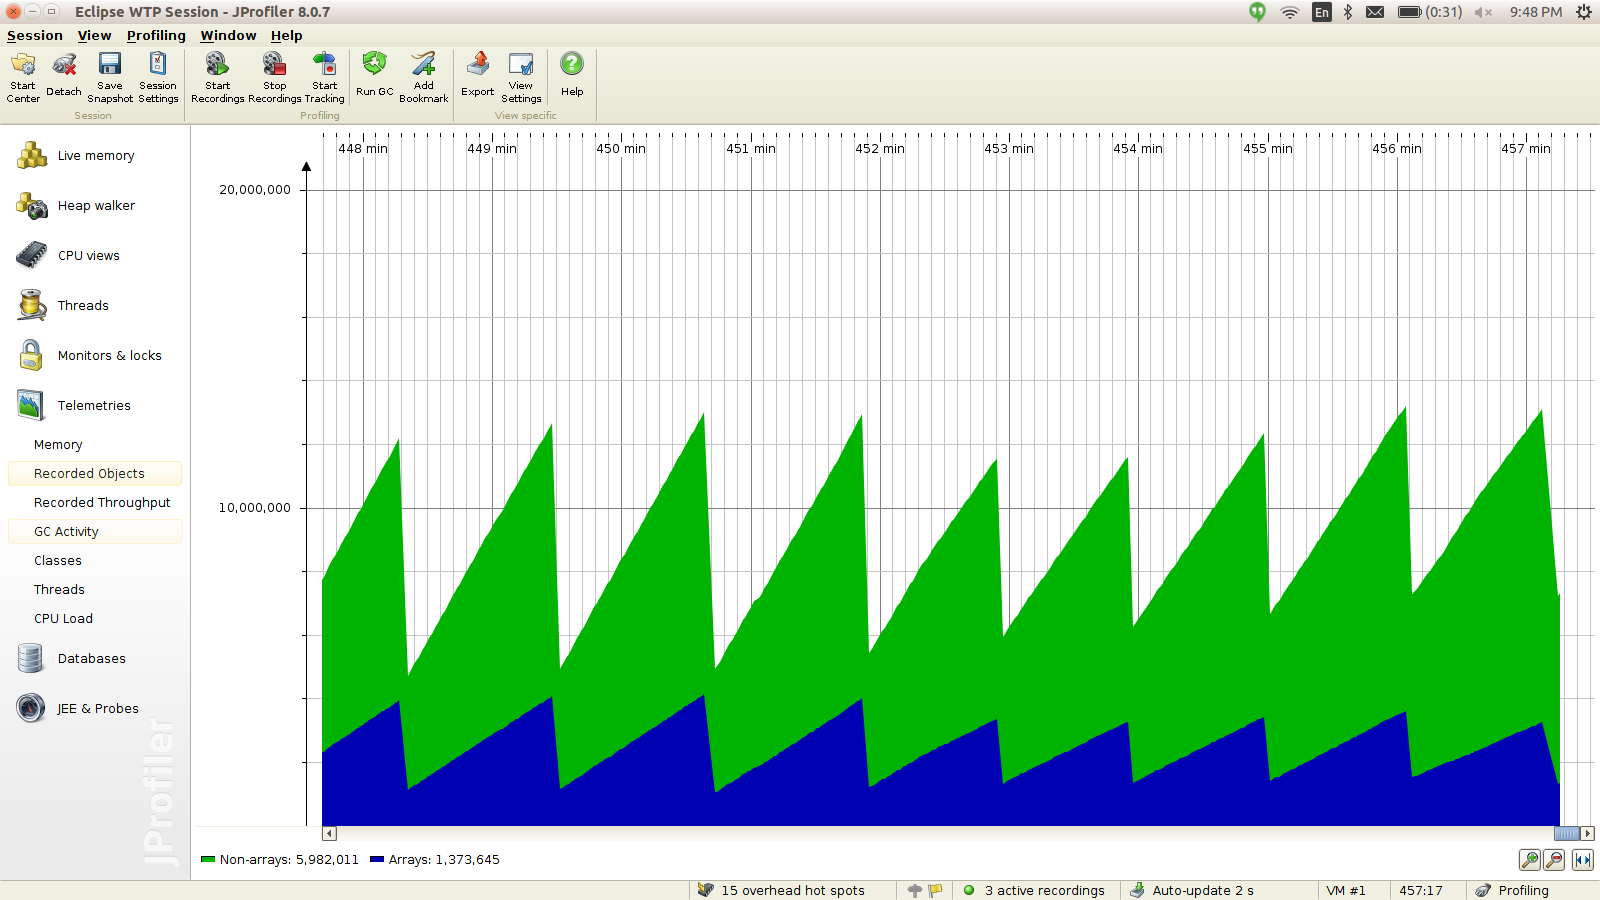 Eclipse WTP Session - JProfiler 8.0.7
En (0:31) 9:48 PM
Session View Profiling Window Help
Start Center
Detach
Save Snapshot
Session Settings
Start Recordings
Stop Recordings
Start Tracking
Run GC
Add Bookmark
Export
View Settings
Help
Session
Profiling
View specific
Live memory
Heap walker
CPU views
Threads
Monitors & locks
Telemetries
Memory
Recorded Objects
Recorded Throughput
GC Activity
Classes
Threads
CPU Load
Databases
JEE & Probes
JProfiler
448 min 449 min 450 min 451 min 452 min 453 min 454 min 455 min 456 min 457 min
20,000,000
10,000,000
Non-arrays: 5,982,011 Arrays: 1,373,645
15 overhead hot spots 3 active recordings Auto-update 2 s VM #1 457:17 Profiling